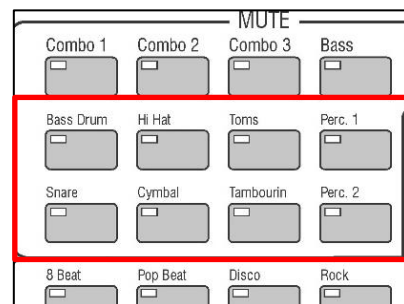 MUTE
Combo 1 Combo 2 Combo 3 Bass
Bass Drum Hi Hat Toms Perc. 1
Snare Cymbal Tambourin Perc. 2
8 Beat Pop Beat Disco Rock